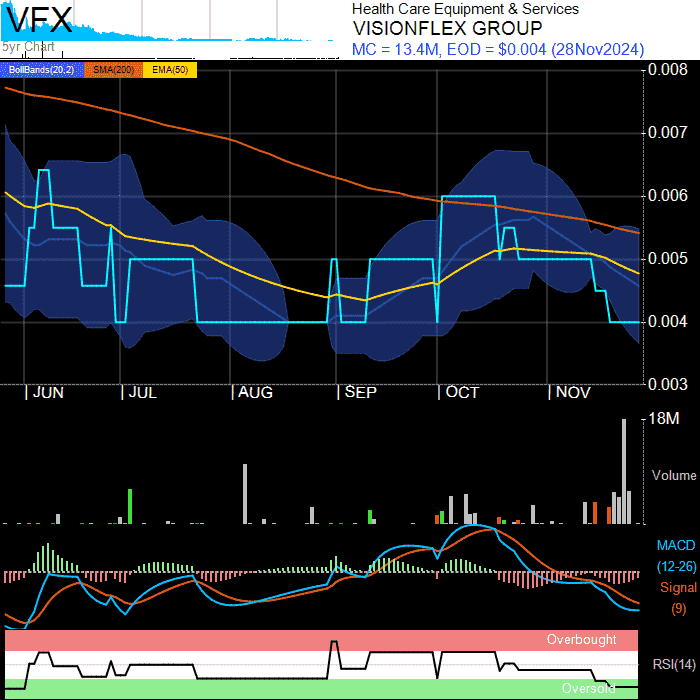 VFX
5yr Chart
Health Care Equipment & Services
VISIONFLEX GROUP
MC = 13.4M, EOD = $0.004 (28Nov2024)
BollBands(20,2) SMA(200) EMA(50)
0.008
0.007
0.006
0.005
0.004
0.003
JUN JUL AUG SEP OCT NOV
18M
Volume
MACD
(12-26)
Signal
(9)
Overbought
RSI(14)
Oversold